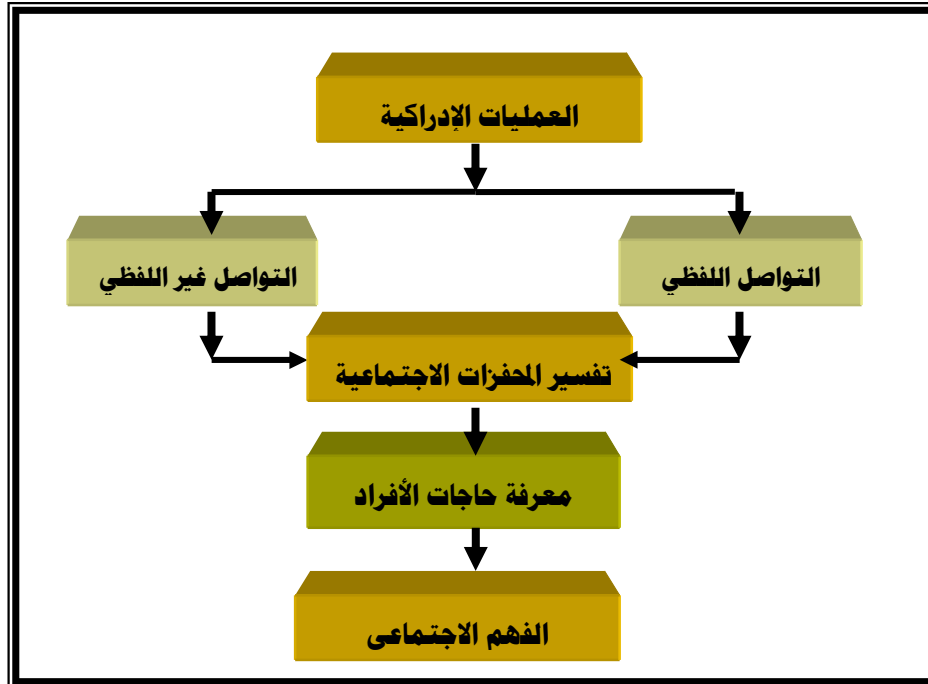 العمليات الإدراكية
التواصل اللفظي
التواصل غير اللفظي
تفسير المحفزات الاجتماعية
معرفة حاجات الأفراد
الفهم الاجتماعى